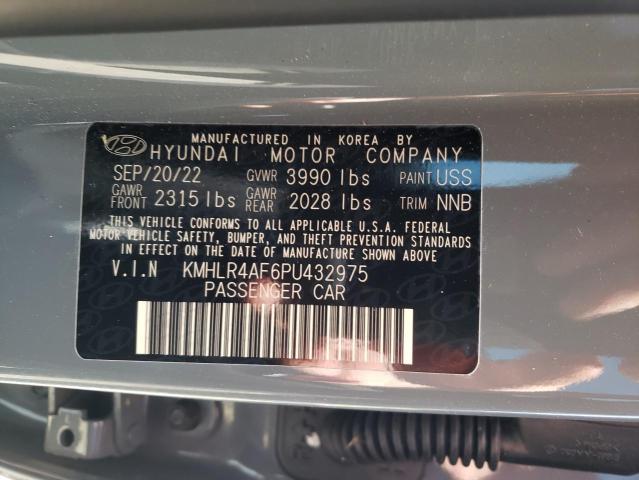 MANUFACTURED IN KOREA BY
HYUNDAI MOTOR COMPANY
SEP/20/22 GVWR 3990 lbs PAINT USS
GAWR FRONT 2315 lbs GAWR REAR 2028 lbs TRIM NNB
THIS VEHICLE CONFORMS TO ALL APPLICABLE U.S.A. FEDERAL
MOTOR VEHICLE SAFETY, BUMPER, AND THEFT PREVENTION STANDARDS
IN EFFECT ON THE DATE OF MANUFACTURE SHOWN ABOVE.
V.I.N KMHLR4AF6PU432975
PASSENGER CAR